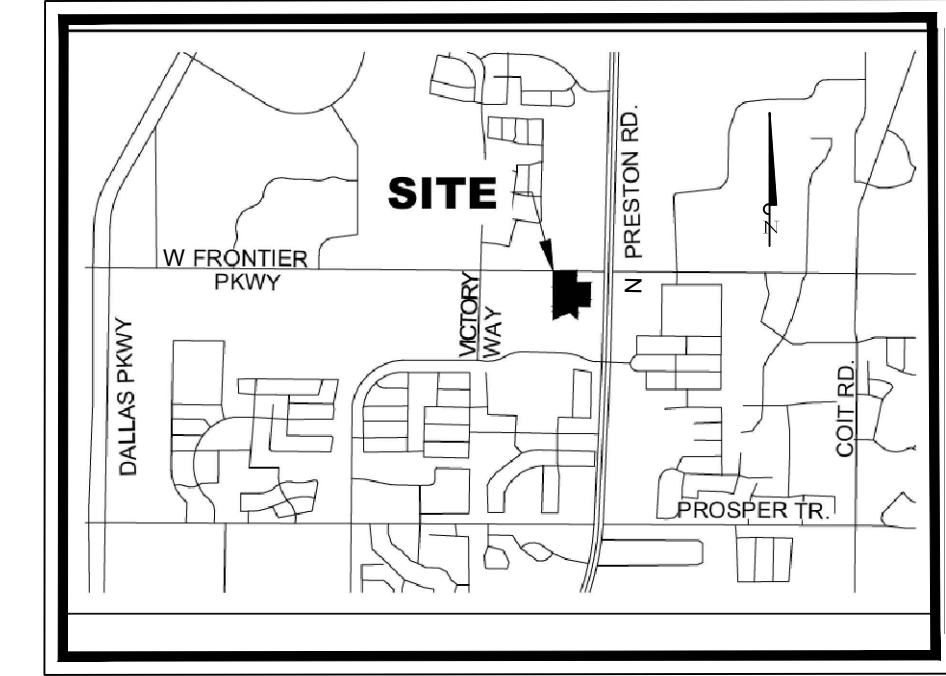 SITE
N PRESTON RD.
N
W FRONTIER
PKWY
VICTORY
WAY
DALLAS PKWY
COIT RD.
PROSPER TR.